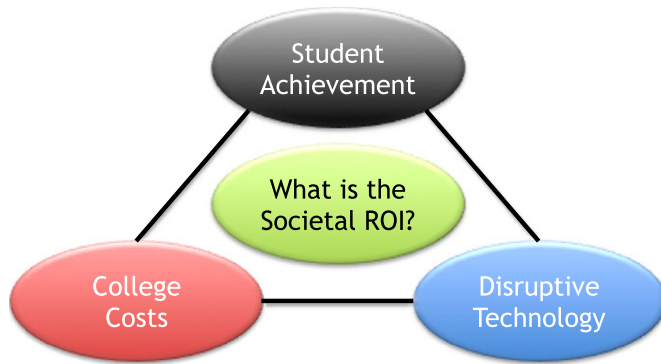 Student
Achievement
What is the
Societal ROI?
College
Costs
Disruptive
Technology